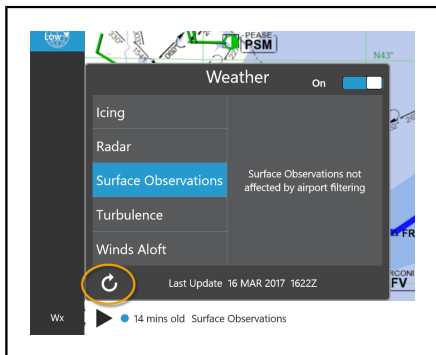 Low
PEASE
PSM
N43°
Weather
On
Icing
Radar
Surface Observations
Surface Observations not
affected by airport filtering
Turbulence
Winds Aloft
FR
FV
Last Update 16 MAR 2017 1622Z
Wx
14 mins old Surface Observations